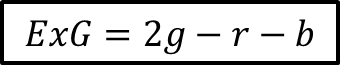 ExG = 2g − r − b